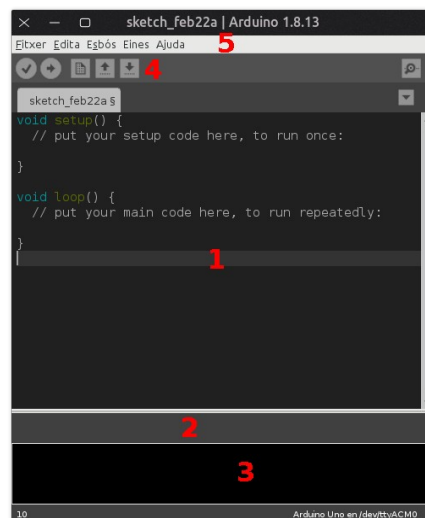 sketch_feb22a | Arduino 1.8.13
Fitxer Edita Esbós Eines Ajuda 5
4
sketch_feb22a §
void setup() {
// put your setup code here, to run once:
}
void loop() {
// put your main code here, to run repeatedly:
}
1
2
3
10 Arduino Uno en /dev/ttyACM0